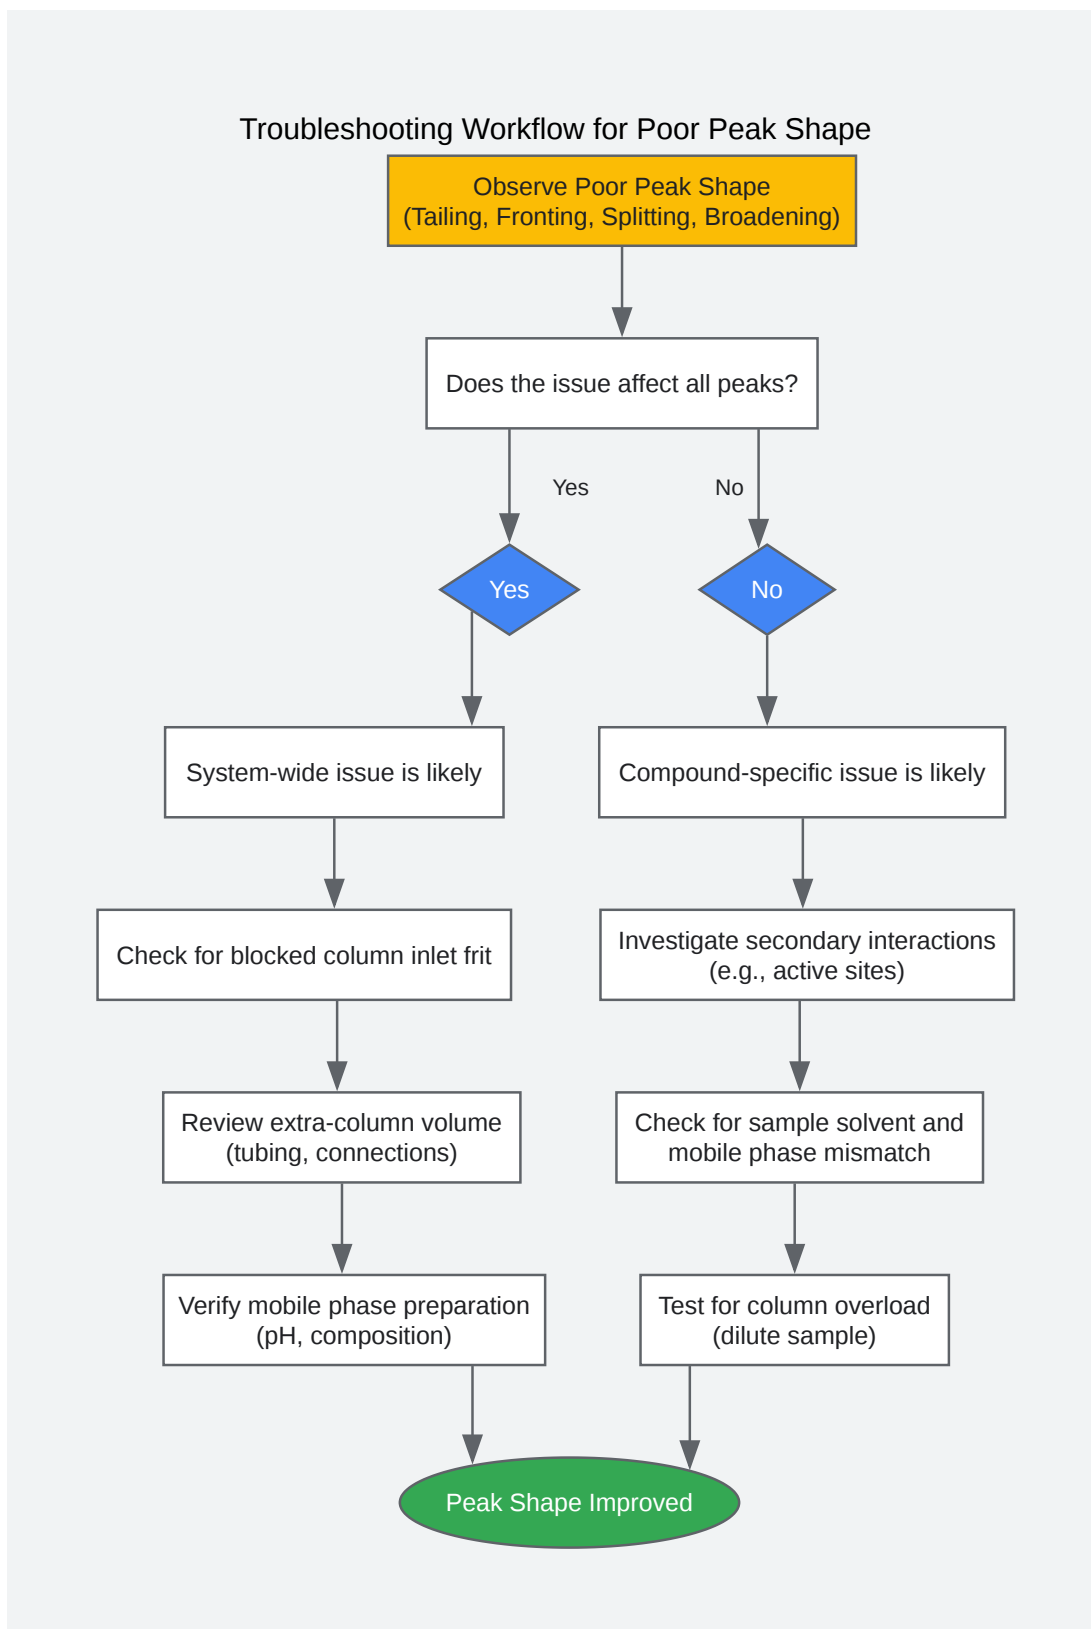 Troubleshooting Workflow for Poor Peak Shape
Observe Poor Peak Shape
(Tailing, Fronting, Splitting, Broadening)
Does the issue affect all peaks?
Yes
No
Yes
No
System-wide issue is likely
Compound-specific issue is likely
Check for blocked column inlet frit
Investigate secondary interactions
(e.g., active sites)
Review extra-column volume
(tubing, connections)
Check for sample solvent and
mobile phase mismatch
Verify mobile phase preparation
(pH, composition)
Test for column overload
(dilute sample)
Peak Shape Improved